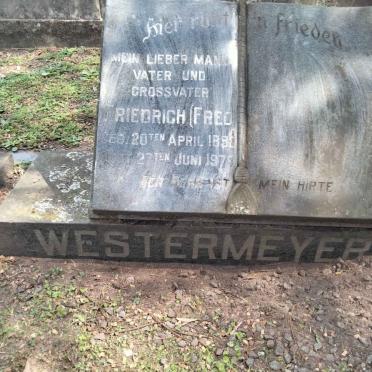 Hier ruht in Frieden
MEIN LIEBER MANN
VATER UND
GROSSVATER
FRIEDRICH (FRED
GEB. 20TEN APRIL
27TEN JUNI
DER HERR IST MEIN HIRTE
WESTERMEYER